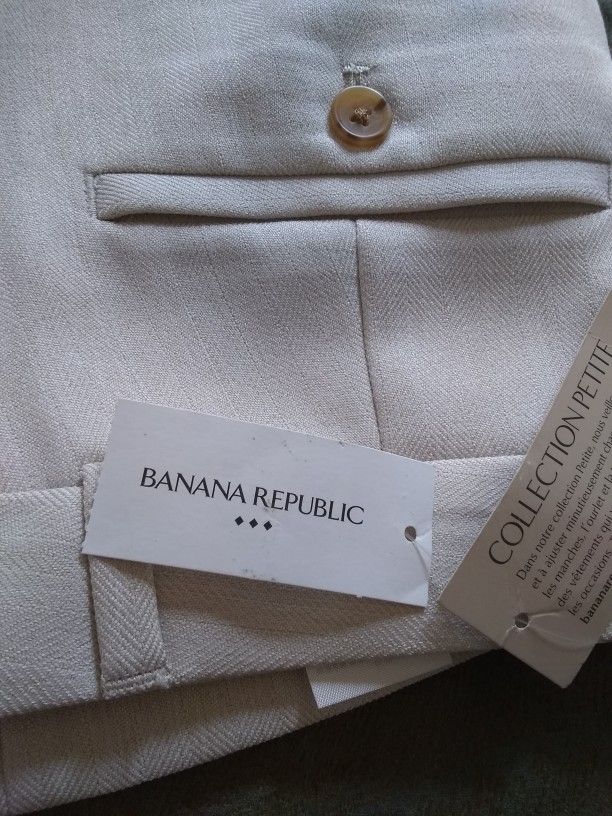 BANANA REPUBLIC
COLLECTION PETITE
Dans notre collection Petite, nous
et à ajuster minutieusement
les manches, l'ourlet et la
des vêtements
les occasions